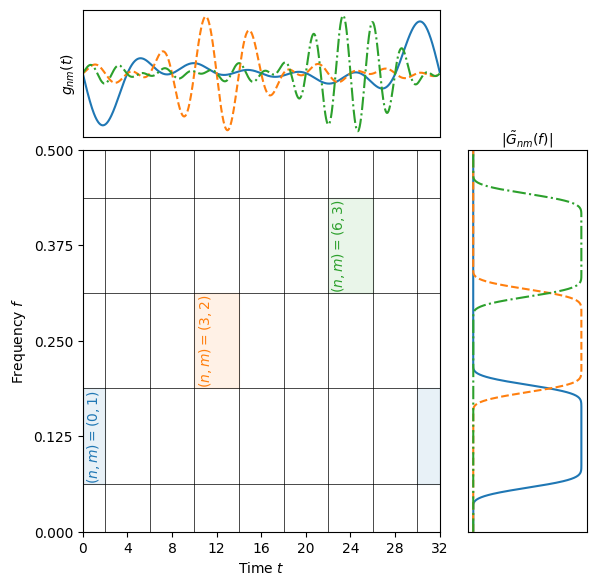 g_{nm}(t)
|G̃_{nm}(f)|
0.500
0.375
0.250
0.125
0.000
Frequency f
(n, m) = (6, 3)
(n, m) = (3, 2)
(n, m) = (0, 1)
0 4 8 12 16 20 24 28 32
Time t